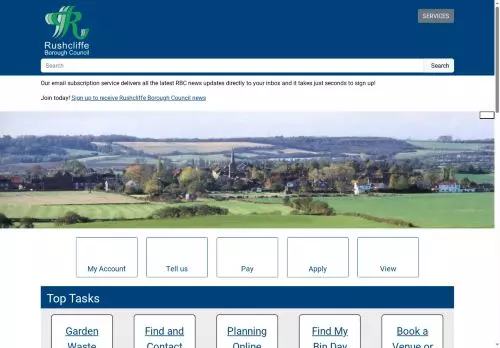 SERVICES
Rushcliffe
Borough Council
Search
Search
Our email subscription service delivers all the latest RBC news updates directly to your inbox and it takes just seconds to sign up!
Join today! Sign up to receive Rushcliffe Borough Council news
My Account
Tell us
Pay
Apply
View
Top Tasks
Garden
Waste
Find and
Contact
Planning
Online
Find My
Bin Day
Book a
Venue or